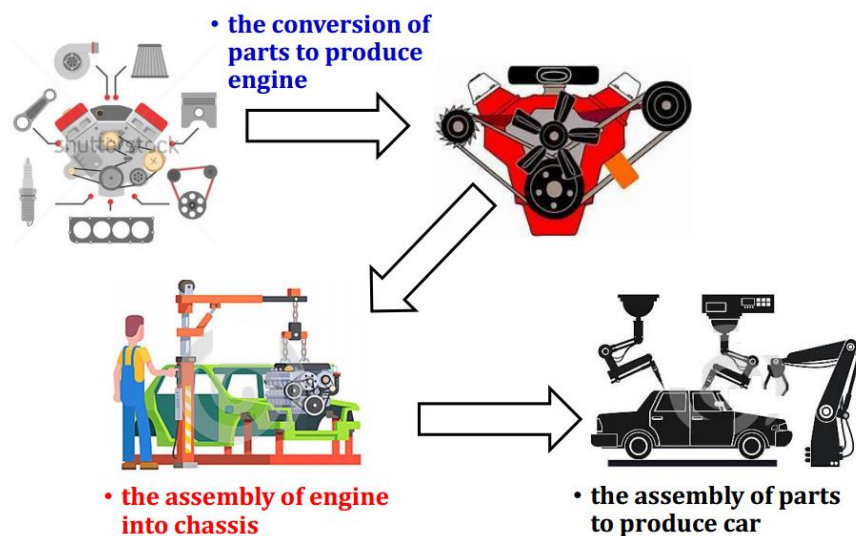 • the conversion of
parts to produce
engine
shutterstock
• the assembly of engine
into chassis
• the assembly of parts
to produce car